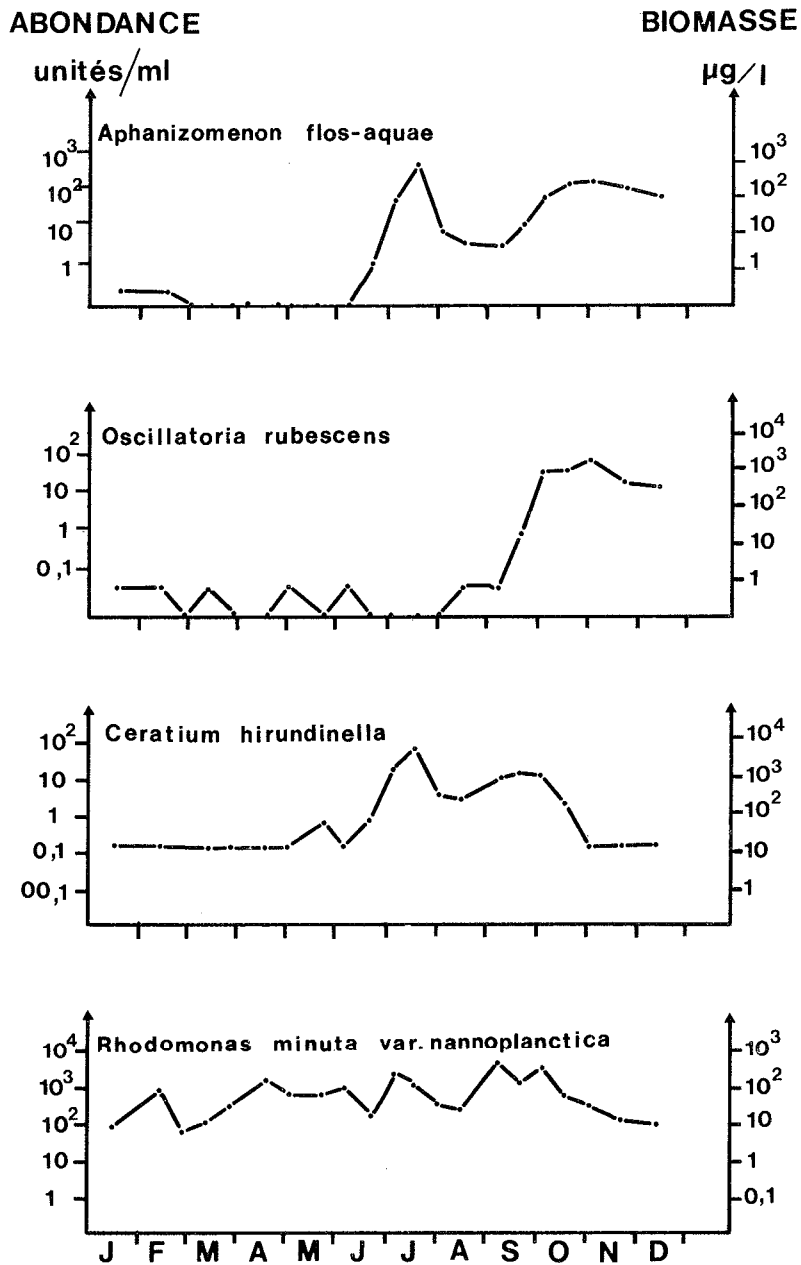 ABONDANCE BIOMASSE
unités/ml µg/l
Aphanizomenon flos-aquae
10³ 10³
10² 10²
10 10
1 1
Oscillatoria rubescens
10² 10⁴
10 10³
1 10²
0,1 10
1
Ceratium hirundinella
10² 10⁴
10 10³
1 10²
0,1 10
00,1 1
Rhodomonas minuta var. nannoplanctica
10⁴ 10³
10³ 10²
10² 10
10 1
1 0,1
J F M A M J J A S O N D